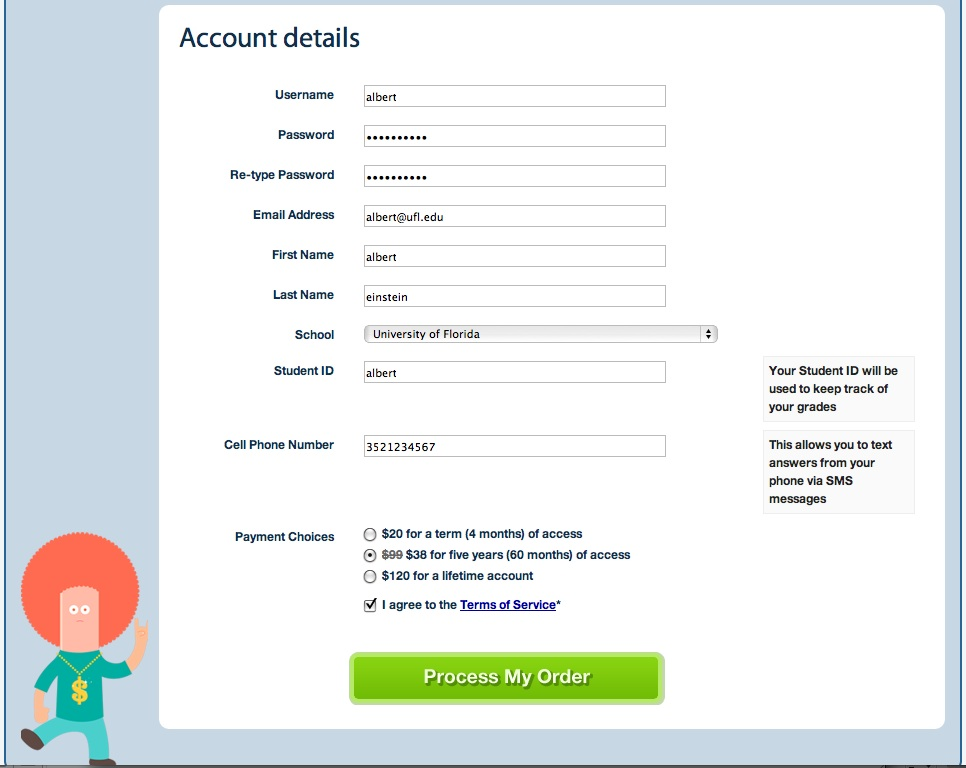 Account details
Username
albert
Password
••••••••••
Re-type Password
••••••••••
Email Address
albert@ufl.edu
First Name
albert
Last Name
einstein
School
University of Florida
Student ID
albert
Your Student ID will be
used to keep track of
your grades
Cell Phone Number
3521234567
This allows you to text
answers from your
phone via SMS
messages
Payment Choices
$20 for a term (4 months) of access
$99 $38 for five years (60 months) of access
$120 for a lifetime account
I agree to the Terms of Service*
Process My Order
$